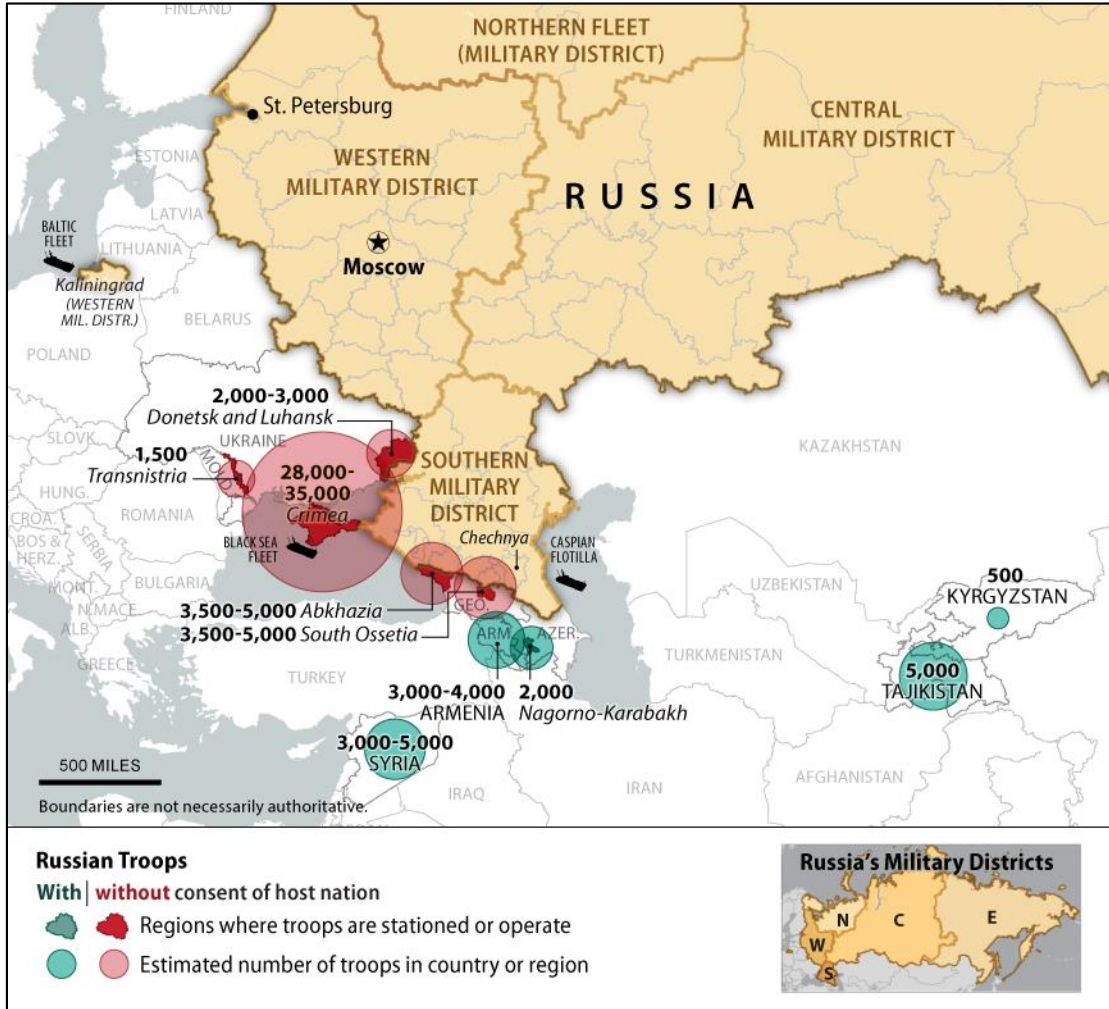 FINLAND
NORTHERN FLEET
(MILITARY DISTRICT)
St. Petersburg
CENTRAL
MILITARY DISTRICT
ESTONIA
WESTERN
MILITARY DISTRICT
RUSSIA
LATVIA
BALTIC
FLEET
LITHUANIA
Moscow
Kaliningrad
(WESTERN
MIL. DISTR.)
BELARUS
POLAND
2,000-3,000
Donetsk and Luhansk
UKRAINE
KAZAKHSTAN
SLOVK.
1,500
Transnistria
MOLD.
28,000-
35,000
Crimea
SOUTHERN
MILITARY
DISTRICT
HUNG.
ROMANIA
Chechnya
CROA.
BOS &
HERZ.
SERBIA
BLACK SEA
FLEET
CASPIAN
FLOTILLA
MONT.
BULGARIA
UZBEKISTAN
500
KYRGYZSTAN
N.MACE.
ALB.
3,500-5,000 Abkhazia
3,500-5,000 South Ossetia
GEO.
GREECE
ARM.
AZER.
TURKMENISTAN
TURKEY
5,000
TAJIKISTAN
3,000-4,000
ARMENIA
2,000
Nagorno-Karabakh
3,000-5,000
SYRIA
500 MILES
IRAQ
IRAN
AFGHANISTAN
Boundaries are not necessarily authoritative.
Russian Troops
With | without consent of host nation
Regions where troops are stationed or operate
Estimated number of troops in country or region
Russia's Military Districts
N
C
E
W
S